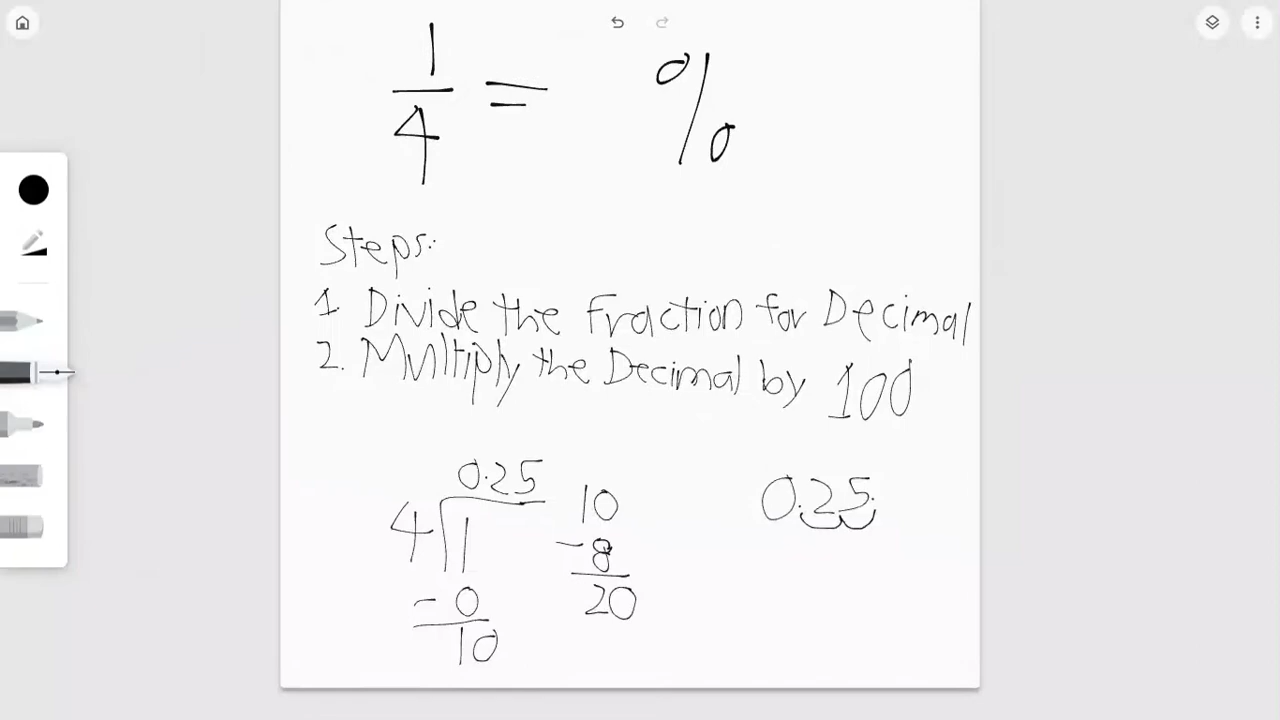 1
4 = %
Steps:
1. Divide the Fraction for Decimal
2. Multiply the Decimal by 100
0.25
4 1
- 0
10
10
- 8
20
0.25.